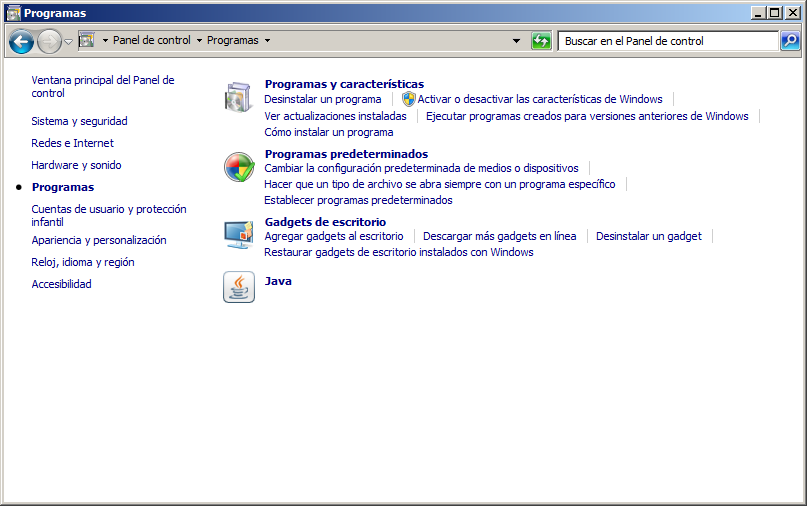 Programas
Panel de control Programas
Buscar en el Panel de control
Ventana principal del Panel de
control
Sistema y seguridad
Redes e Internet
Hardware y sonido
Programas
Cuentas de usuario y protección
infantil
Apariencia y personalización
Reloj, idioma y región
Accesibilidad
Programas y características
Desinstalar un programa Activar o desactivar las características de Windows
Ver actualizaciones instaladas Ejecutar programas creados para versiones anteriores de Windows
Cómo instalar un programa
Programas predeterminados
Cambiar la configuración predeterminada de medios o dispositivos
Hacer que un tipo de archivo se abra siempre con un programa específico
Establecer programas predeterminados
Gadgets de escritorio
Agregar gadgets al escritorio Descargar más gadgets en línea Desinstalar un gadget
Restaurar gadgets de escritorio instalados con Windows
Java